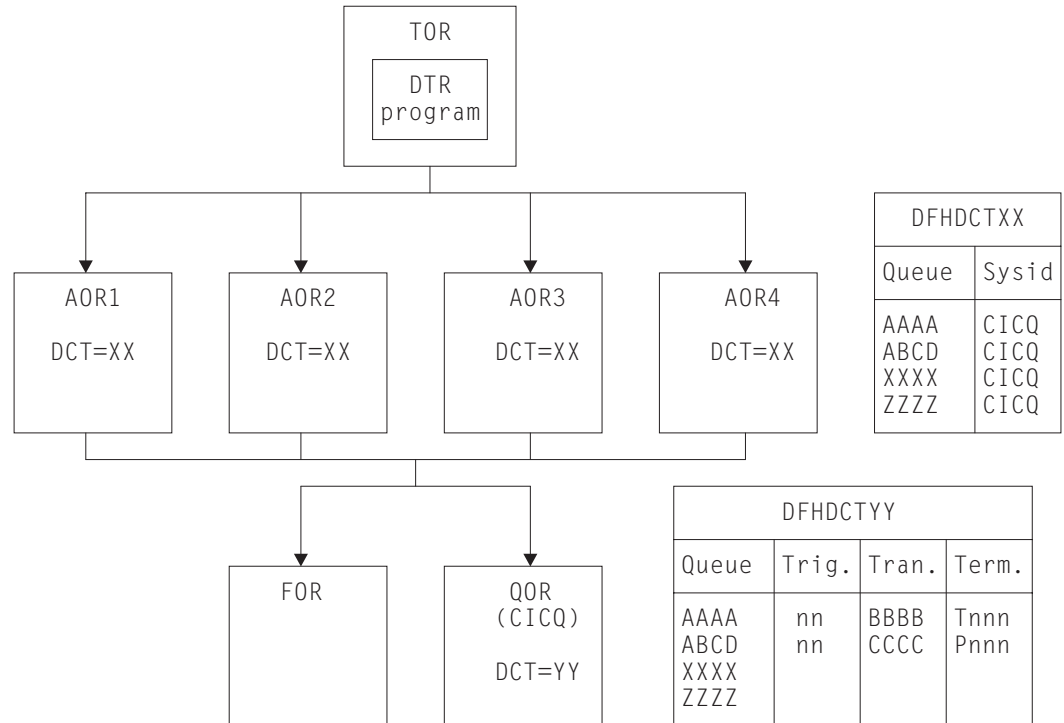 TOR
DTR
program
AOR1
DCT=XX
AOR2
DCT=XX
AOR3
DCT=XX
AOR4
DCT=XX
DFHDCTXX
Queue Sysid
AAAA CICQ
ABCD CICQ
XXXX CICQ
ZZZZ CICQ
FOR
QOR
(CICQ)
DCT=YY
DFHDCTYY
Queue Trig. Tran. Term.
AAAA nn BBBB Tnnn
ABCD nn CCCC Pnnn
XXXX
ZZZZ